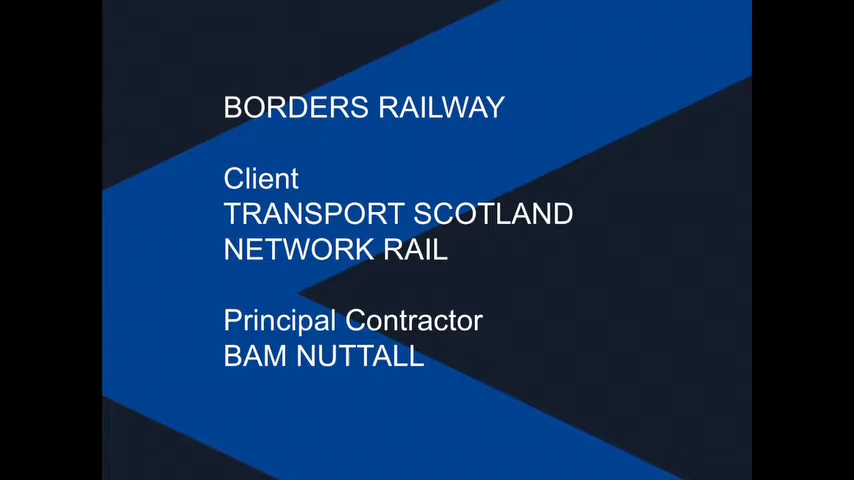 BORDERS RAILWAY
Client
TRANSPORT SCOTLAND
NETWORK RAIL
Principal Contractor
BAM NUTTALL